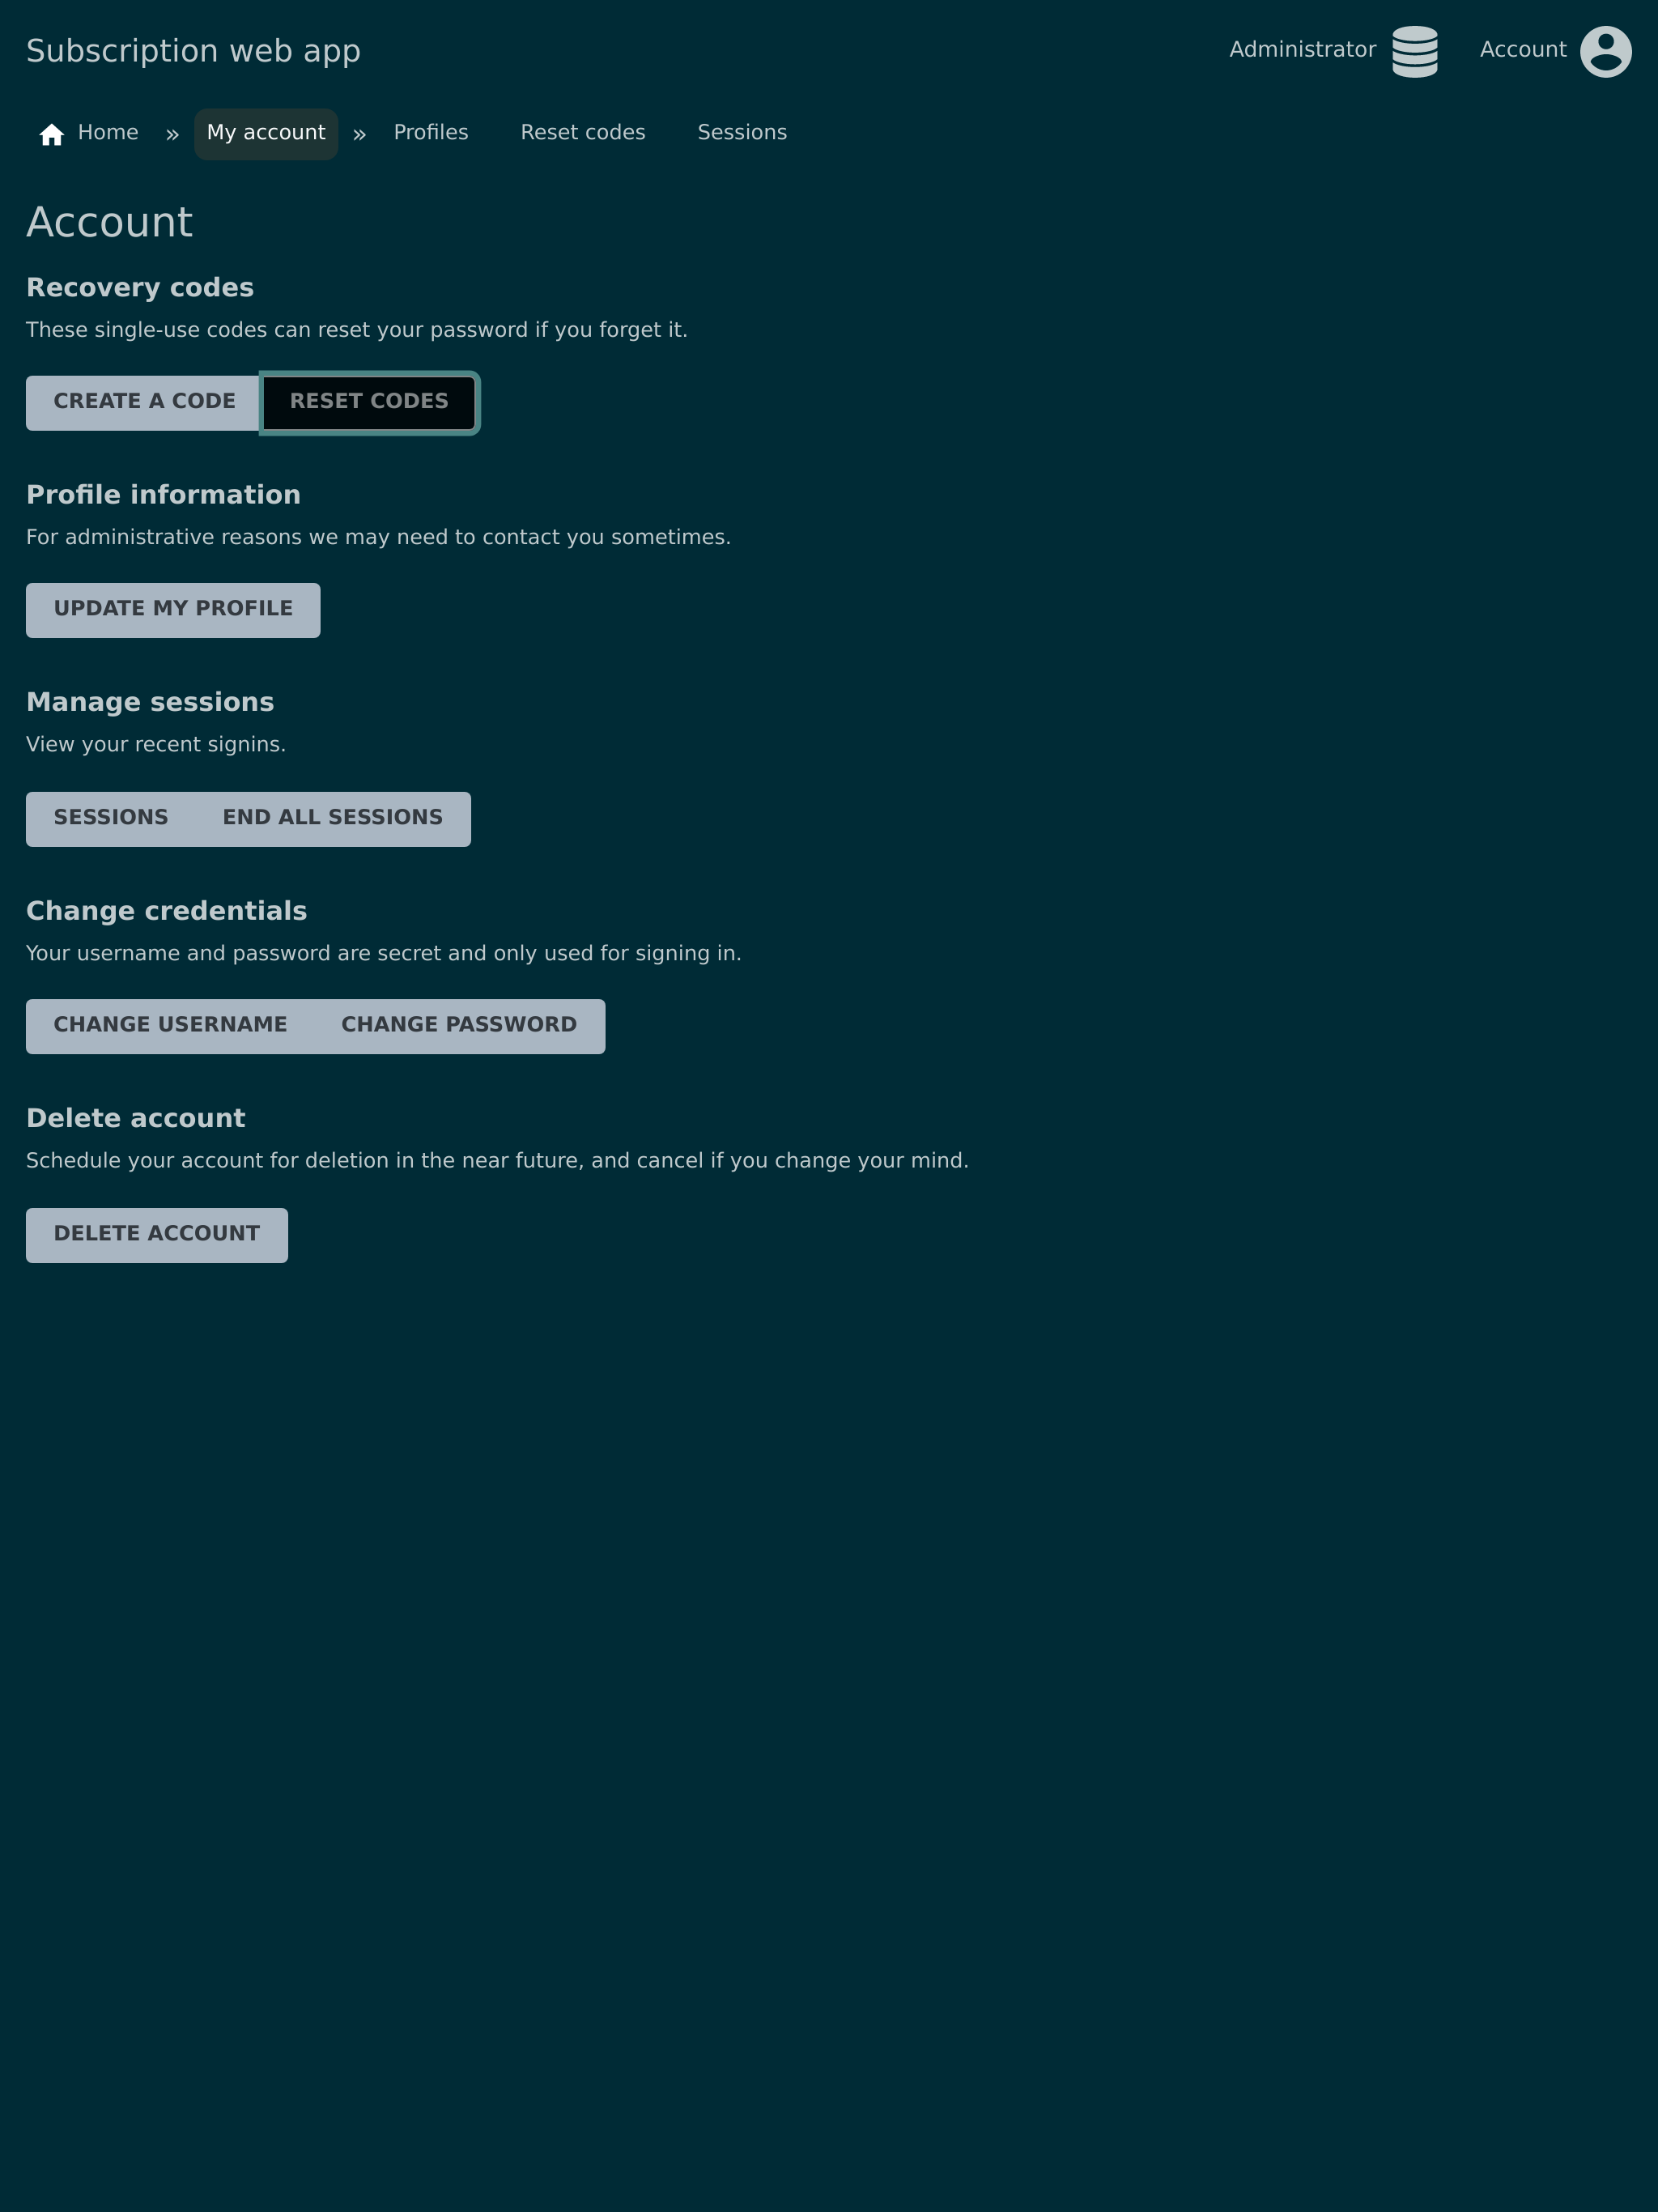 Subscription web app
Administrator
Account
Home » My account » Profiles Reset codes Sessions
Account
Recovery codes
These single-use codes can reset your password if you forget it.
CREATE A CODE RESET CODES
Profile information
For administrative reasons we may need to contact you sometimes.
UPDATE MY PROFILE
Manage sessions
View your recent signins.
SESSIONS END ALL SESSIONS
Change credentials
Your username and password are secret and only used for signing in.
CHANGE USERNAME CHANGE PASSWORD
Delete account
Schedule your account for deletion in the near future, and cancel if you change your mind.
DELETE ACCOUNT